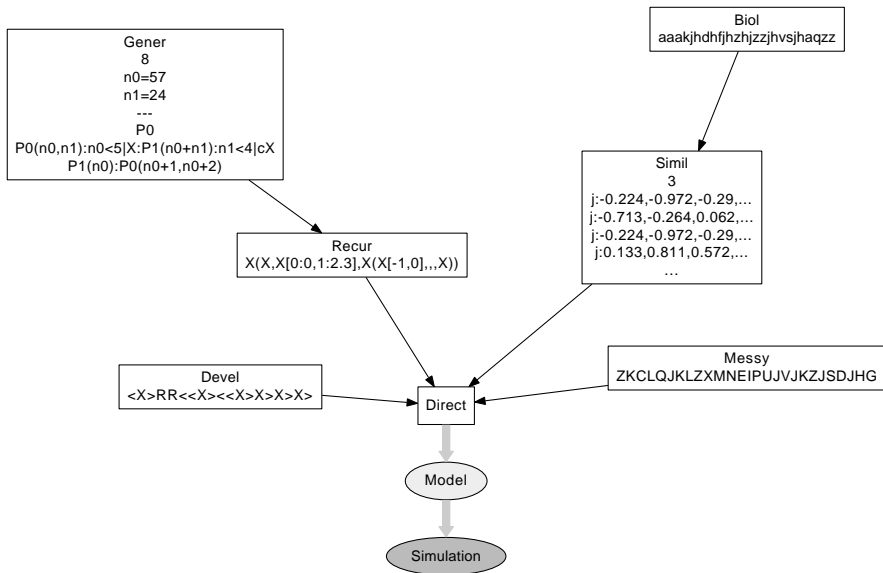 Gener
8
n0=57
n1=24
---
P0
P0(n0,n1):n0<5|X:P1(n0+n1):n1<4|cX
P1(n0):P0(n0+1,n0+2)
Biol
aaakjhdhfjhzhjzzjhvsjhaqzz
Simil
3
j:-0.224,-0.972,-0.29,...
j:-0.713,-0.264,0.062,...
j:-0.224,-0.972,-0.29,...
j:0.133,0.811,0.572,...
...
Recur
X(X,X[0:0,1:2.3],X(X[-1,0],,,X))
Devel
<X>RR<<X><<X>X>X>X>
Direct
Messy
ZKCLQJKLZXMNEIPUJVJKZJSDJHG
Model
Simulation